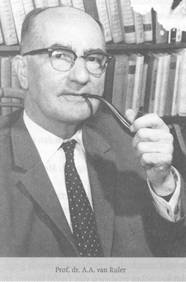 Prof. dr. A.A. van Ruler